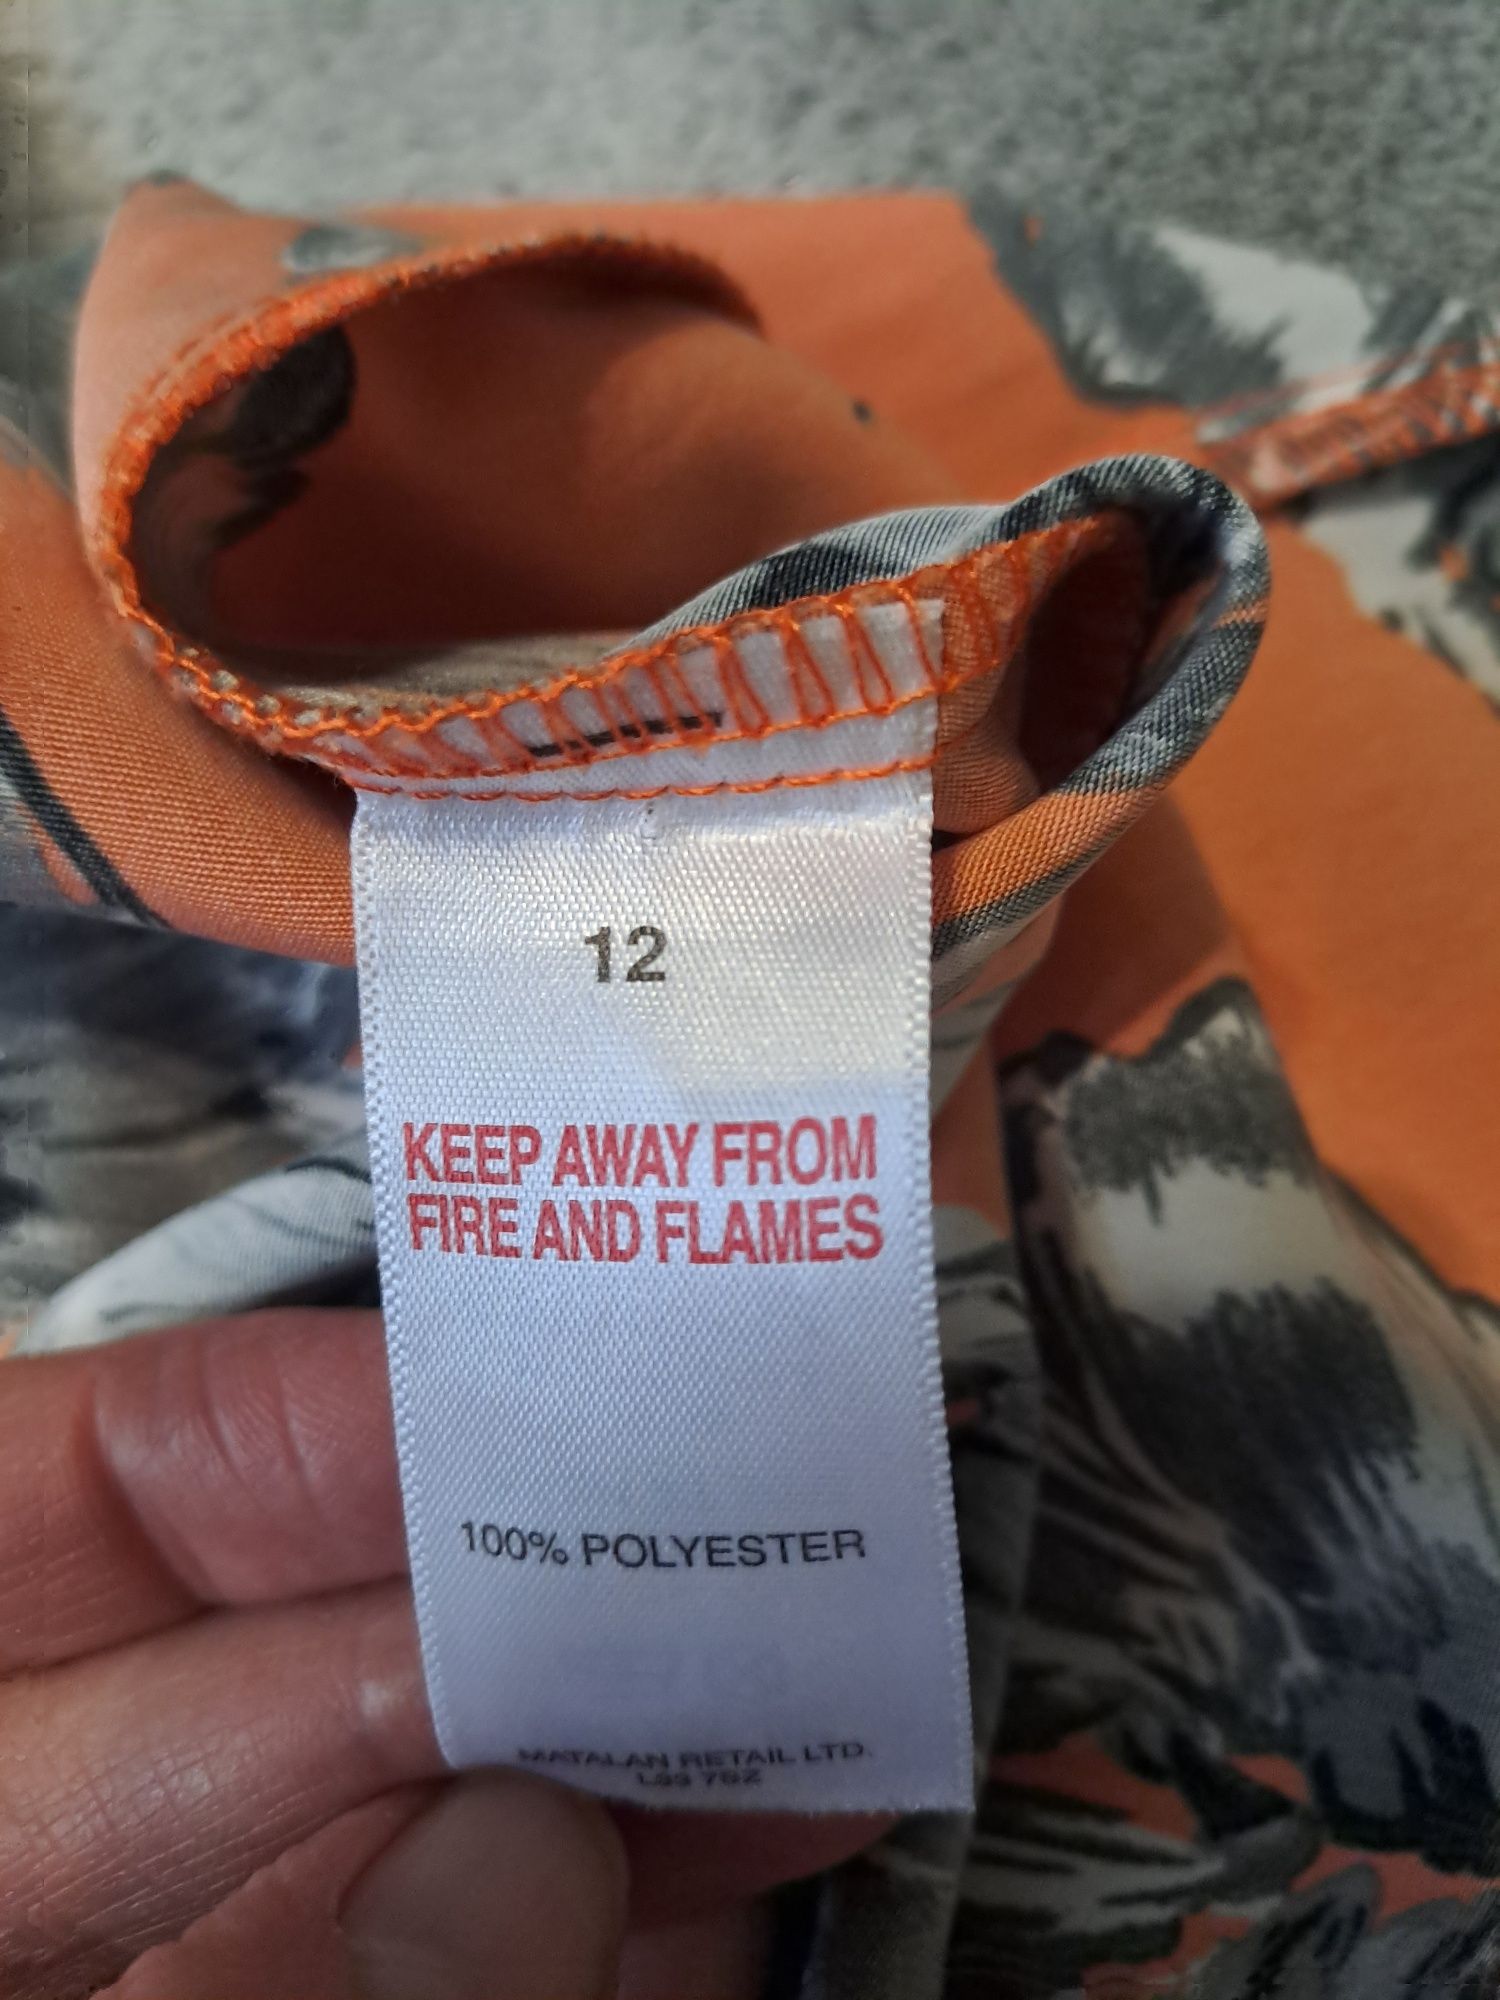 12
KEEP AWAY FROM
FIRE AND FLAMES
100% POLYESTER
MATALAN RETAIL LTD.